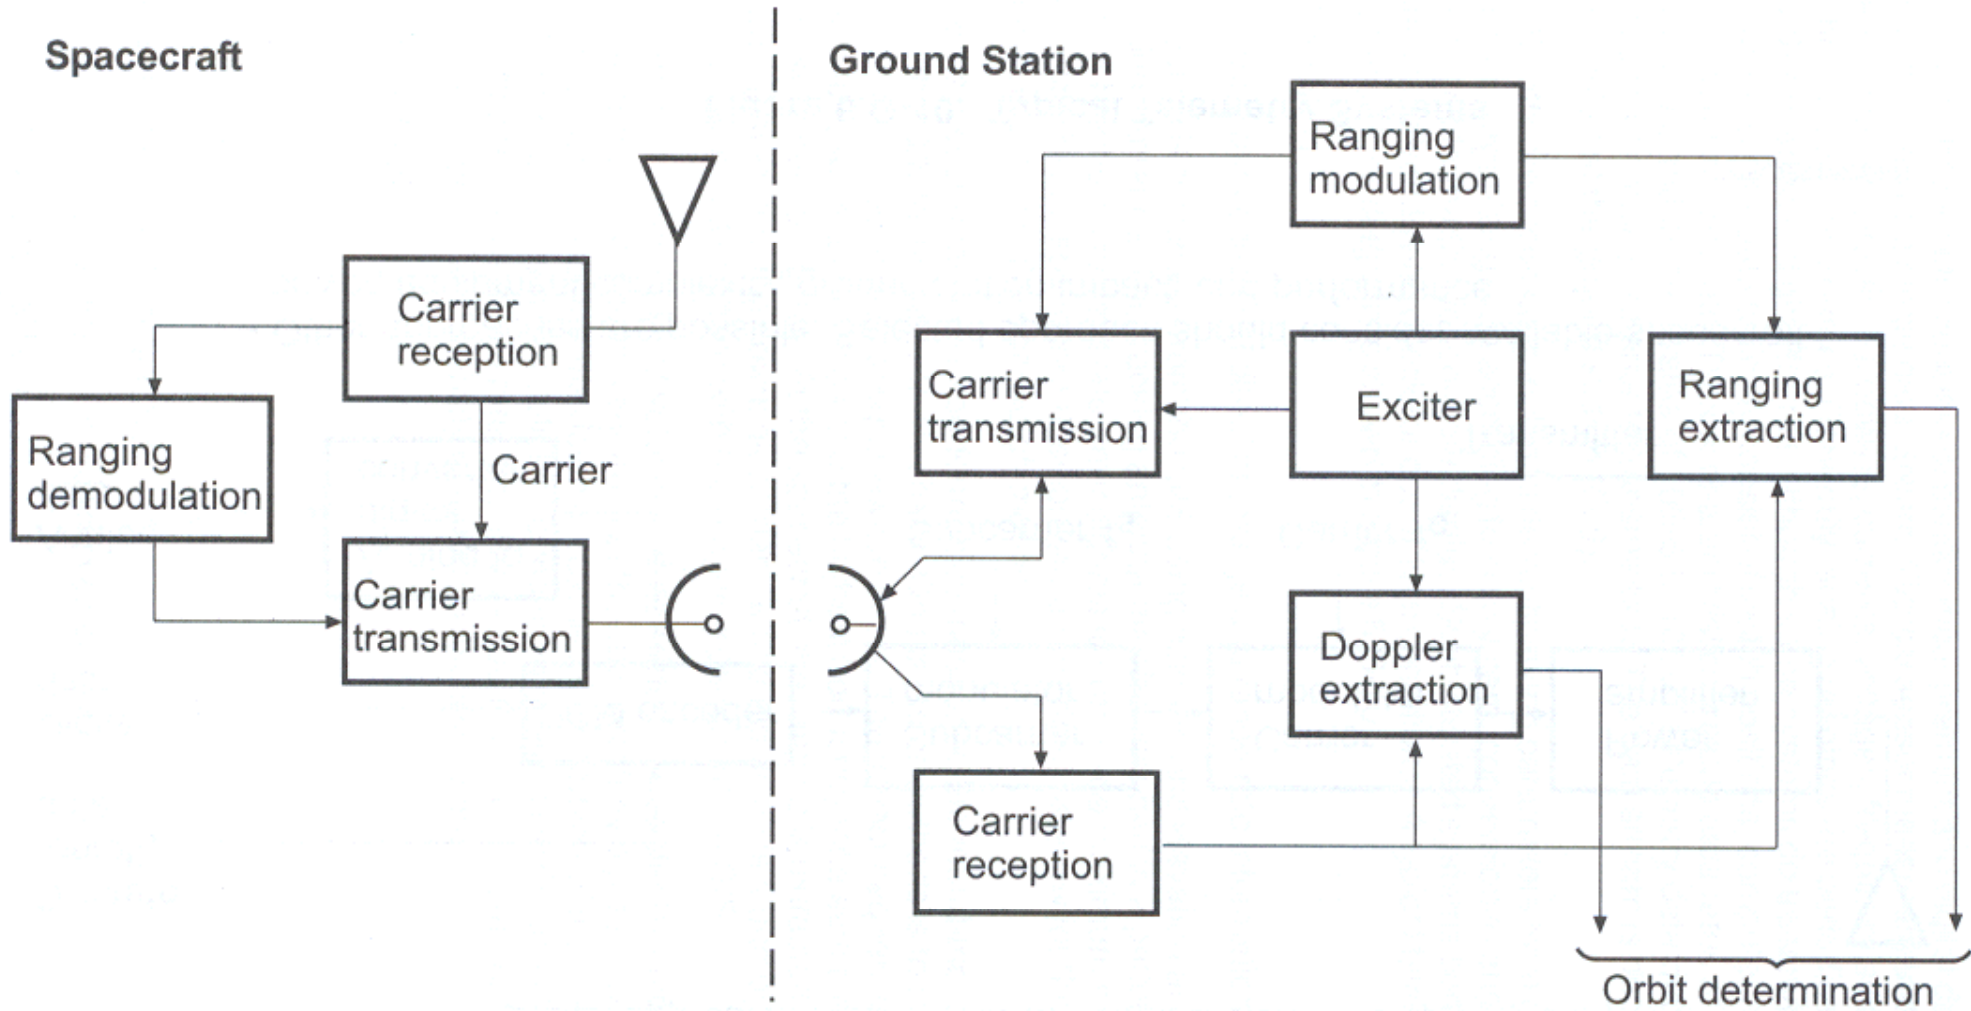 Spacecraft
Carrier
reception
Ranging
demodulation
Carrier
Carrier
transmission
Ground Station
Ranging
modulation
Carrier
transmission
Exciter
Ranging
extraction
Doppler
extraction
Carrier
reception
Orbit determination